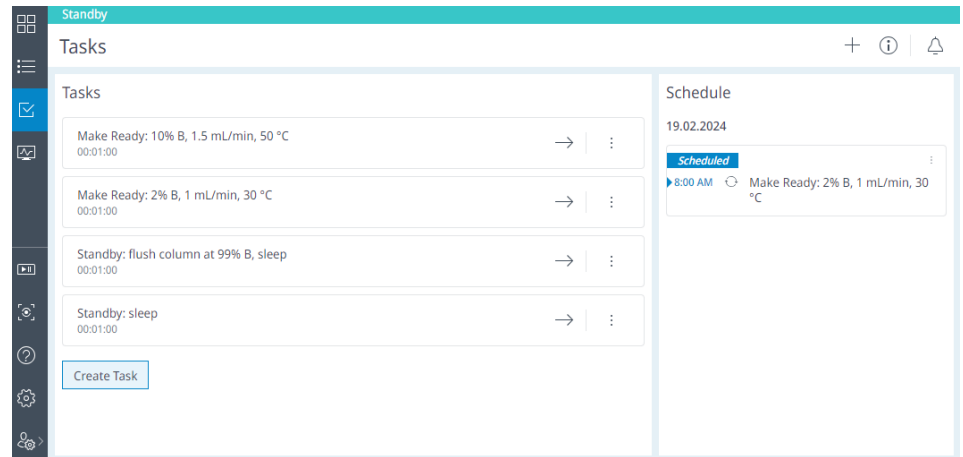 Standby
Tasks
Tasks
Make Ready: 10% B, 1.5 mL/min, 50 °C
00:01:00
Make Ready: 2% B, 1 mL/min, 30 °C
00:01:00
Standby: flush column at 99% B, sleep
00:01:00
Standby: sleep
00:01:00
Create Task
Schedule
19.02.2024
Scheduled
8:00 AM Make Ready: 2% B, 1 mL/min, 30
°C